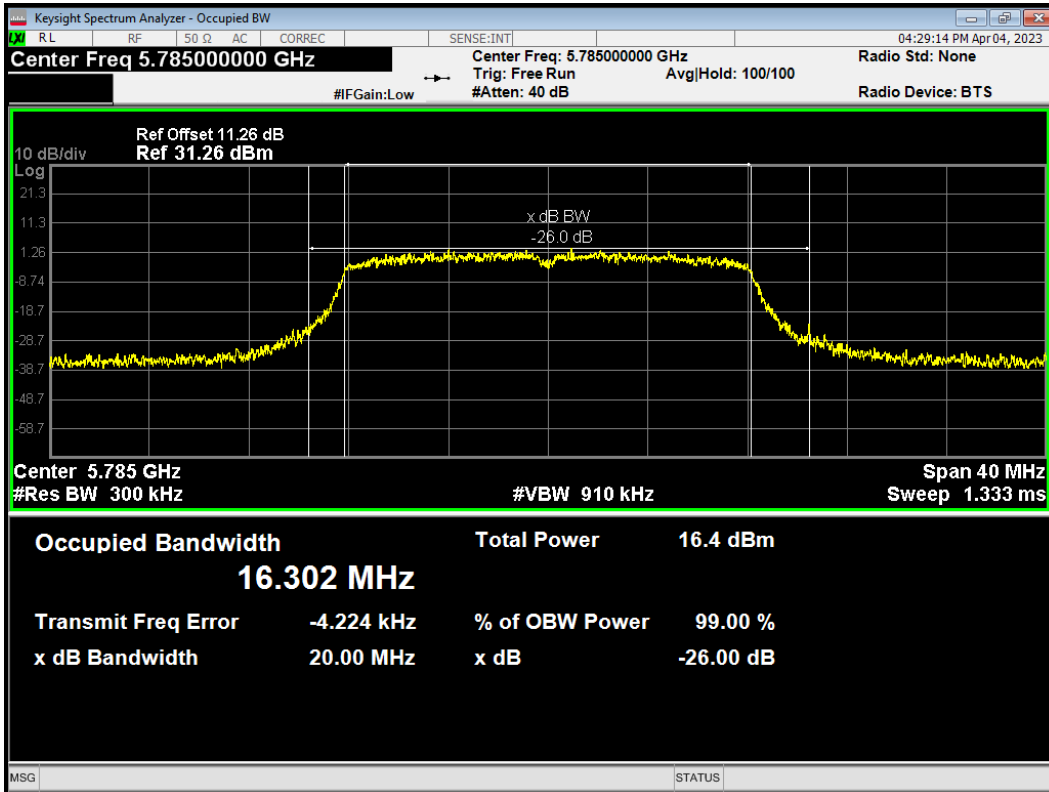 Keysight Spectrum Analyzer - Occupied BW
LXI RL RF 50 Ω AC CORREC SENSE:INT 04:29:14 PM Apr 04, 2023
Center Freq 5.785000000 GHz
Center Freq: 5.785000000 GHz Radio Std: None
Trig: Free Run Avg|Hold: 100/100
#IFGain:Low #Atten: 40 dB Radio Device: BTS
Ref Offset 11.26 dB
10 dB/div Ref 31.26 dBm
Log
21.3
11.3
1.26
-8.74
-18.7
-28.7
-38.7
-48.7
-58.7
x dB BW
-26.0 dB
Center 5.785 GHz Span 40 MHz
#Res BW 300 kHz #VBW 910 kHz Sweep 1.333 ms
Occupied Bandwidth Total Power 16.4 dBm
16.302 MHz
Transmit Freq Error -4.224 kHz % of OBW Power 99.00 %
x dB Bandwidth 20.00 MHz x dB -26.00 dB
MSG STATUS